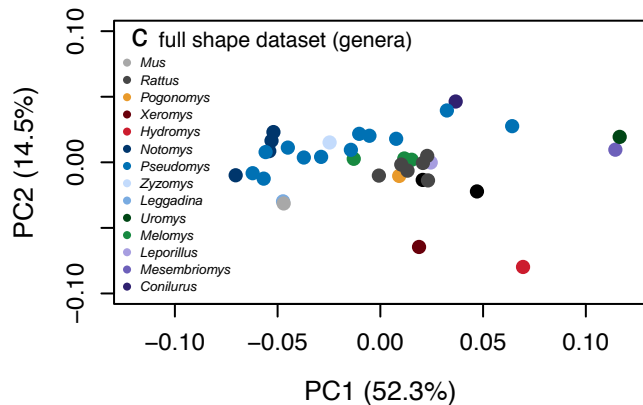 C full shape dataset (genera)
Mus
Rattus
Pogonomys
Xeromys
Hydromys
Notomys
Pseudomys
Zyzomys
Leggadina
Uromys
Melomys
Leporillus
Mesembriomys
Conilurus
PC2 (14.5%)
0.10
0.00
−0.10
−0.10
−0.05
0.00
0.05
0.10
PC1 (52.3%)